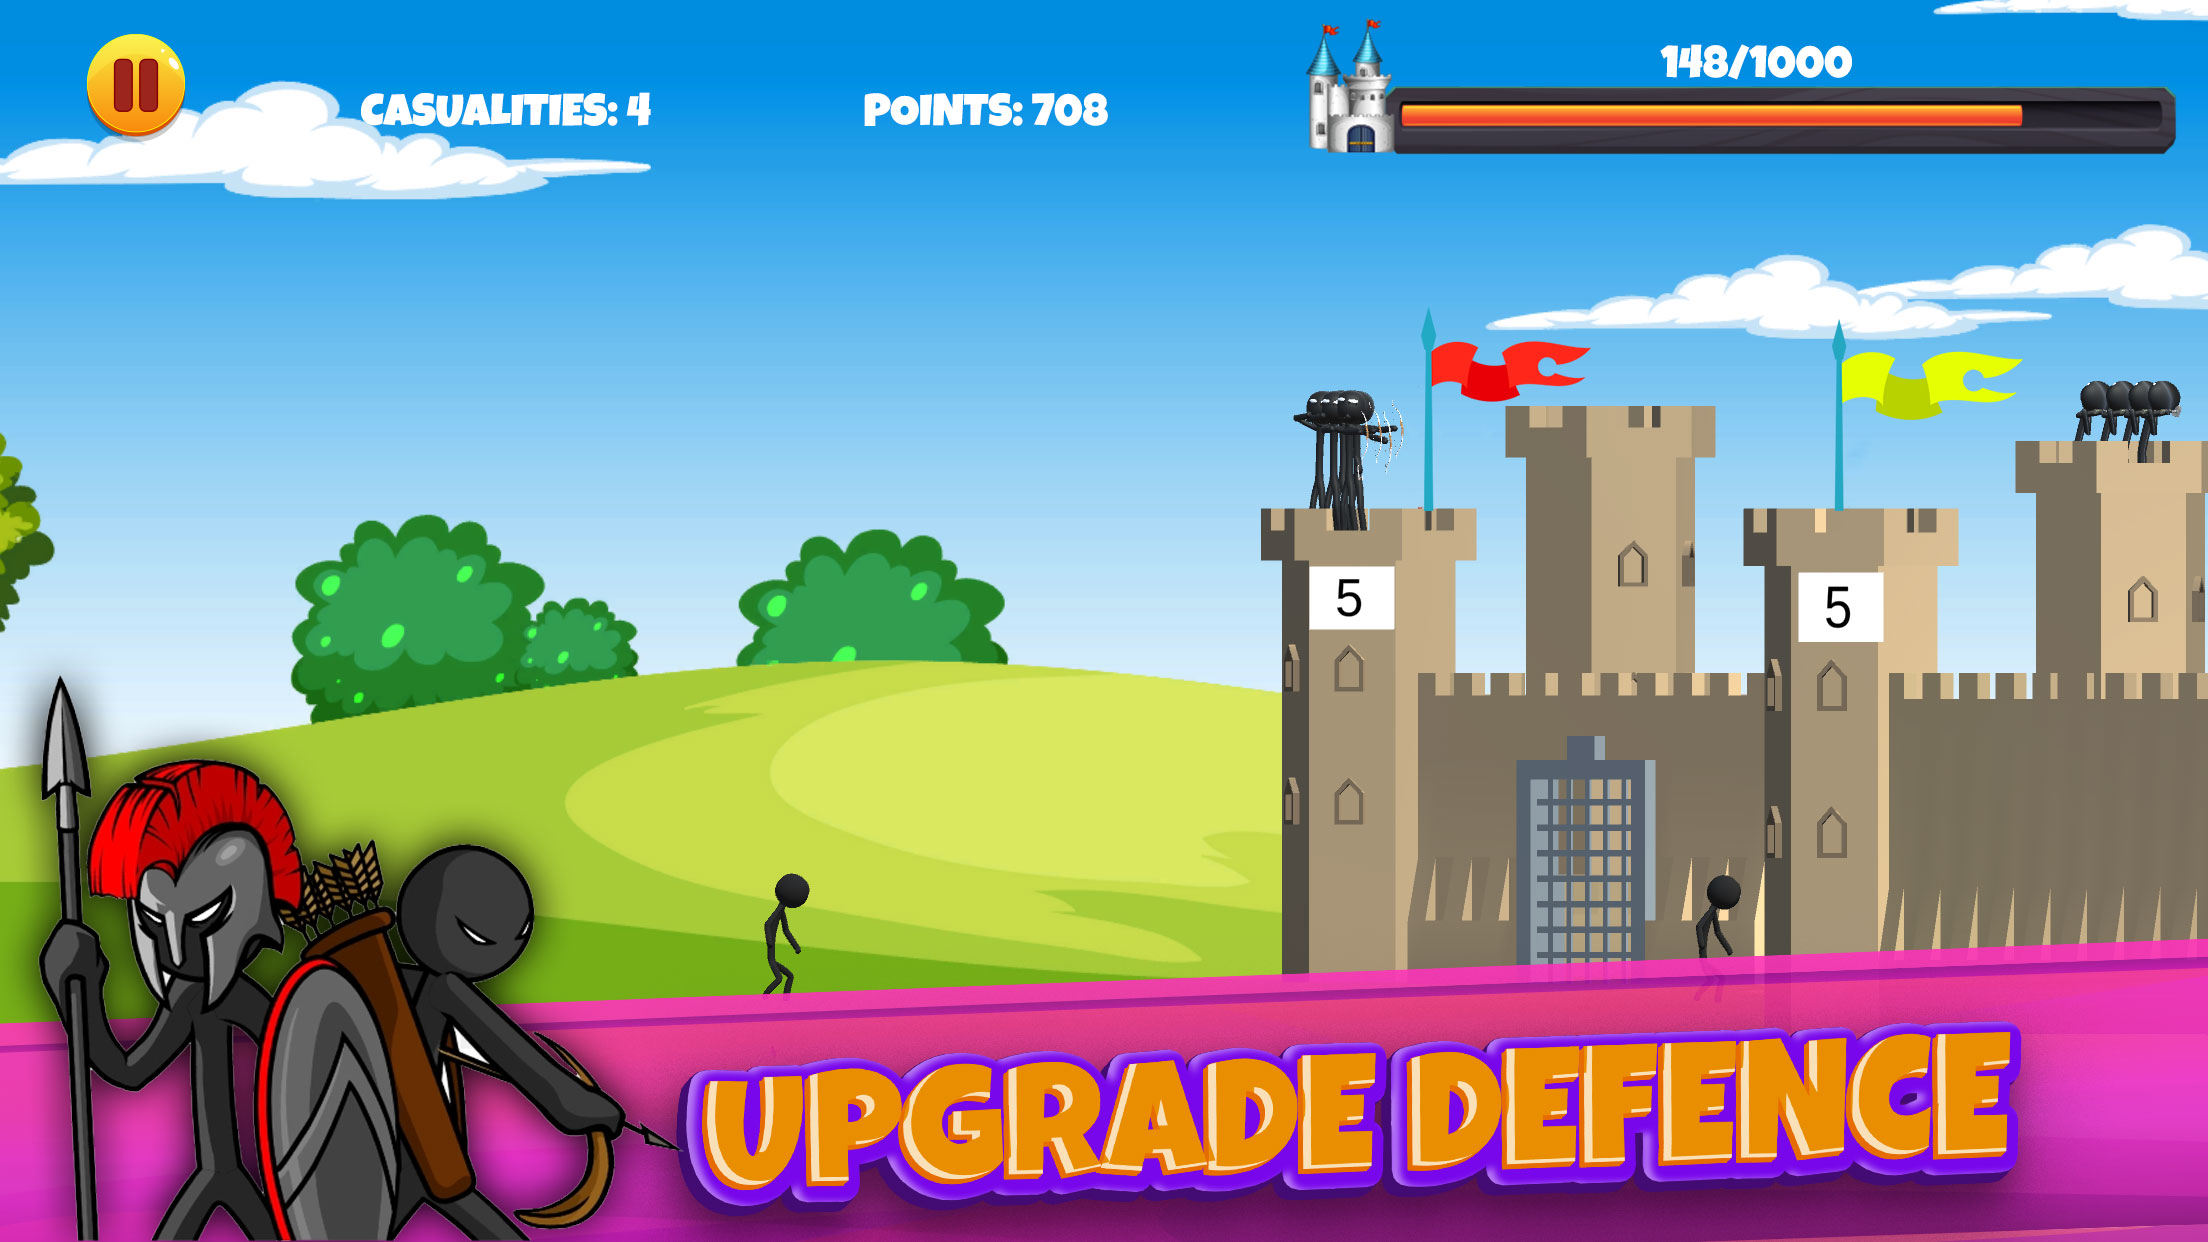 148/1000
CASUALITIES: 4
POINTS: 708
5
5
UPGRADE DEFENCE